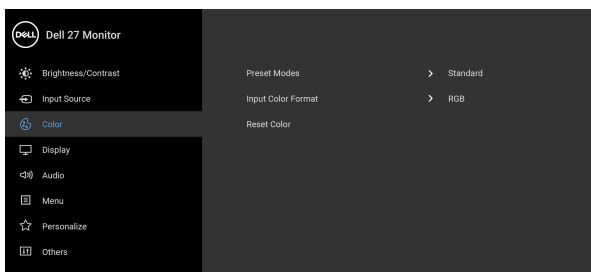 DELL Dell 27 Monitor
Brightness/Contrast
Preset Modes > Standard
Input Source
Input Color Format > RGB
Color
Reset Color
Display
Audio
Menu
Personalize
Others